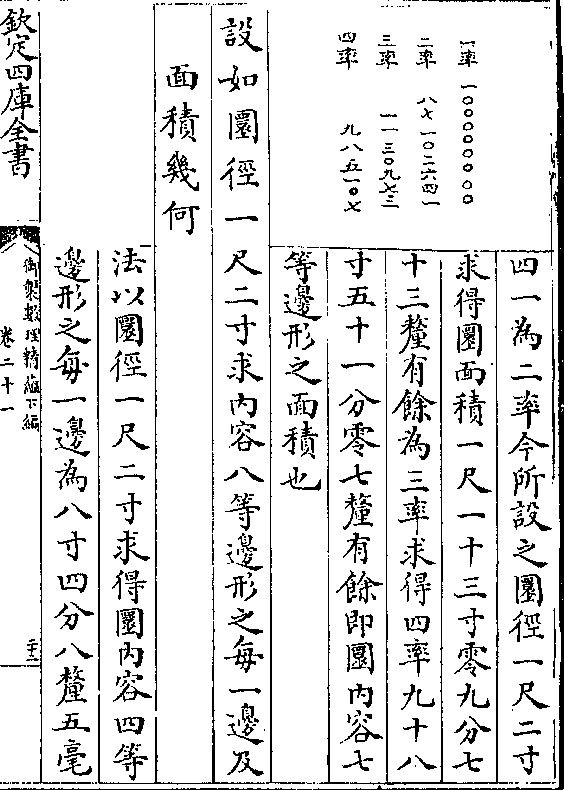 一率　一〇〇〇〇〇〇〇〇
二率　八七一〇二六四一
三率　一一三〇九七三
四率　九八五一〇七
四一為二率今所設之圜徑一尺二寸
求得圜面積一尺一十三寸零九分七
十三釐有餘為三率求得四率九十八
寸五十一分零七釐有餘即圜内容七
等邊形之面積也
設如圜徑一尺二寸求内容八等邊形之每一邊及
面積幾何
法以圜徑一尺二寸求得圜内容四等
邊形之每一邊為八寸四分八釐五毫
欽定四庫全書
御製數理精藴下編
卷二十一